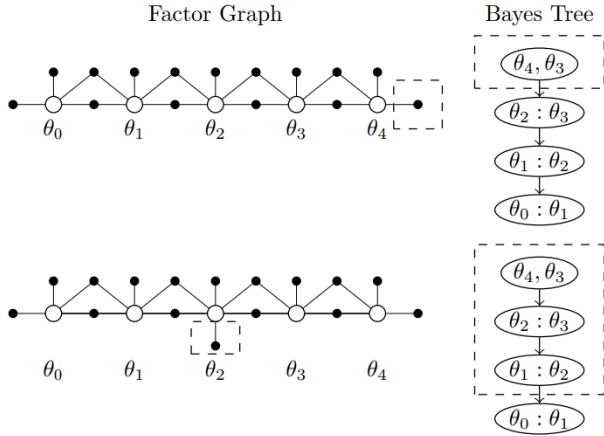 Factor Graph
Bayes Tree
θ₀ θ₁ θ₂ θ₃ θ₄
θ₄, θ₃
θ₂ : θ₃
θ₁ : θ₂
θ₀ : θ₁
θ₀ θ₁ θ₂ θ₃ θ₄
θ₄, θ₃
θ₂ : θ₃
θ₁ : θ₂
θ₀ : θ₁